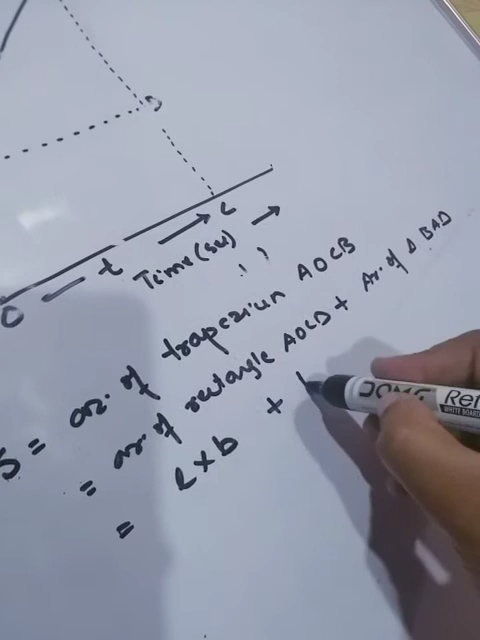 D
C
t
O
Time (sec)
S = ar. of trapezium AOCB
= ar. of rectangle AOCD + Ar. of Δ BAD
= l × b +
DOMS Ref
WHITE BOARD